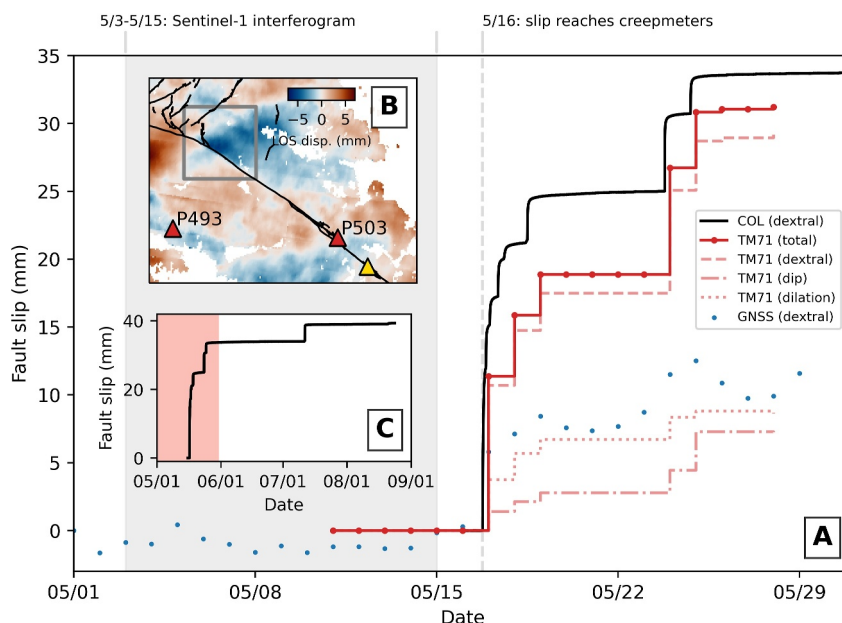 5/3-5/15: Sentinel-1 interferogram
5/16: slip reaches creepmeters
35
30
25
20
15
10
5
0
Fault slip (mm)
B
−5 0 5
LOS disp. (mm)
P493
P503
COL (dextral)
TM71 (total)
TM71 (dextral)
TM71 (dip)
TM71 (dilation)
GNSS (dextral)
40
20
0
Fault slip (mm)
C
05/01 06/01 07/01 08/01 09/01
Date
A
05/01 05/08 05/15 05/22 05/29
Date